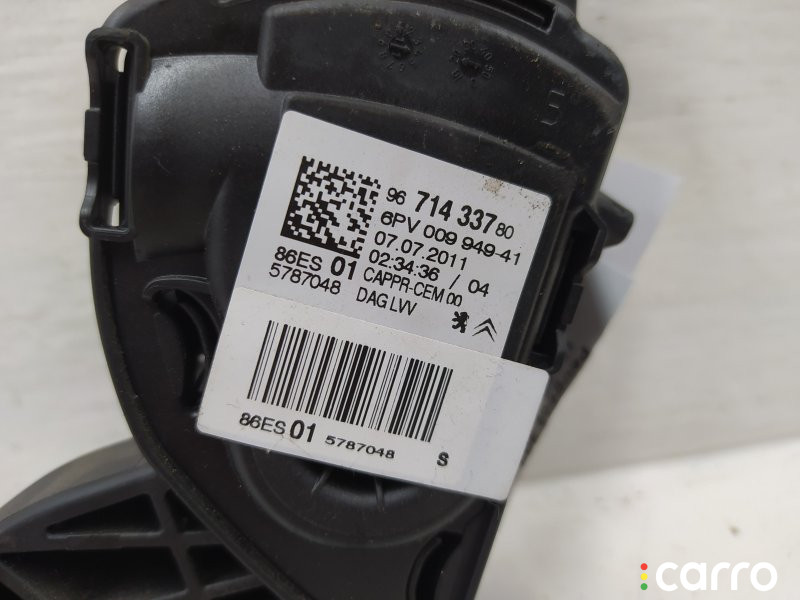 96 714 337 80
6PV 009 949-41
07.07.2011
02:34:36 / 04
86ES 01 CAPPR-CEM 00
5787048 DAG LVV
86ES 01 5787048 S
carro